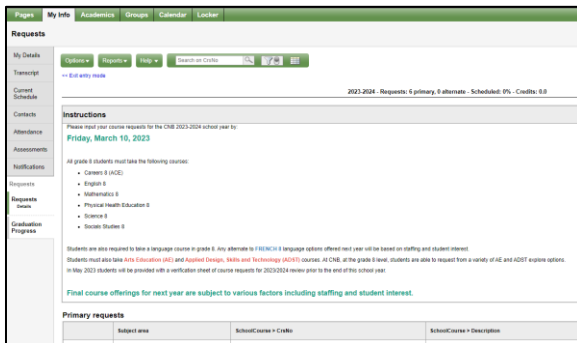 Pages My Info Academics Groups Calendar Locker
Requests
My Details
Transcript
Current
Schedule
Contacts
Attendance
Assessments
Notifications
Requests
Requests
Details
Graduation
Progress
Options Reports Help Search on CrsNo
<< Exit entry mode
2023-2024 - Requests: 6 primary, 0 alternate - Scheduled: 0% - Credits: 0.0
Instructions
Please input your course requests for the CNB 2023-2024 school year by:
Friday, March 10, 2023
All grade 8 students must take the following courses:
• Careers 8 (ACE)
• English 8
• Mathematics 8
• Physical Health Education 8
• Science 8
• Socials Studies 8
Students are also required to take a language course in grade 8. Any alternate to FRENCH 8 language options offered next year will be based on staffing and student interest.
Students must also take Arts Education (AE) and Applied Design, Skills and Technology (ADST) courses. At CNB, at the grade 8 level, students are able to request from a variety of AE and ADST explore options.
In May 2023 students will be provided with a verification sheet of course requests for 2023/2024 review prior to the end of this school year.
Final course offerings for next year are subject to various factors including staffing and student interest.
Primary requests
Subject area SchoolCourse > CrsNo SchoolCourse > Description